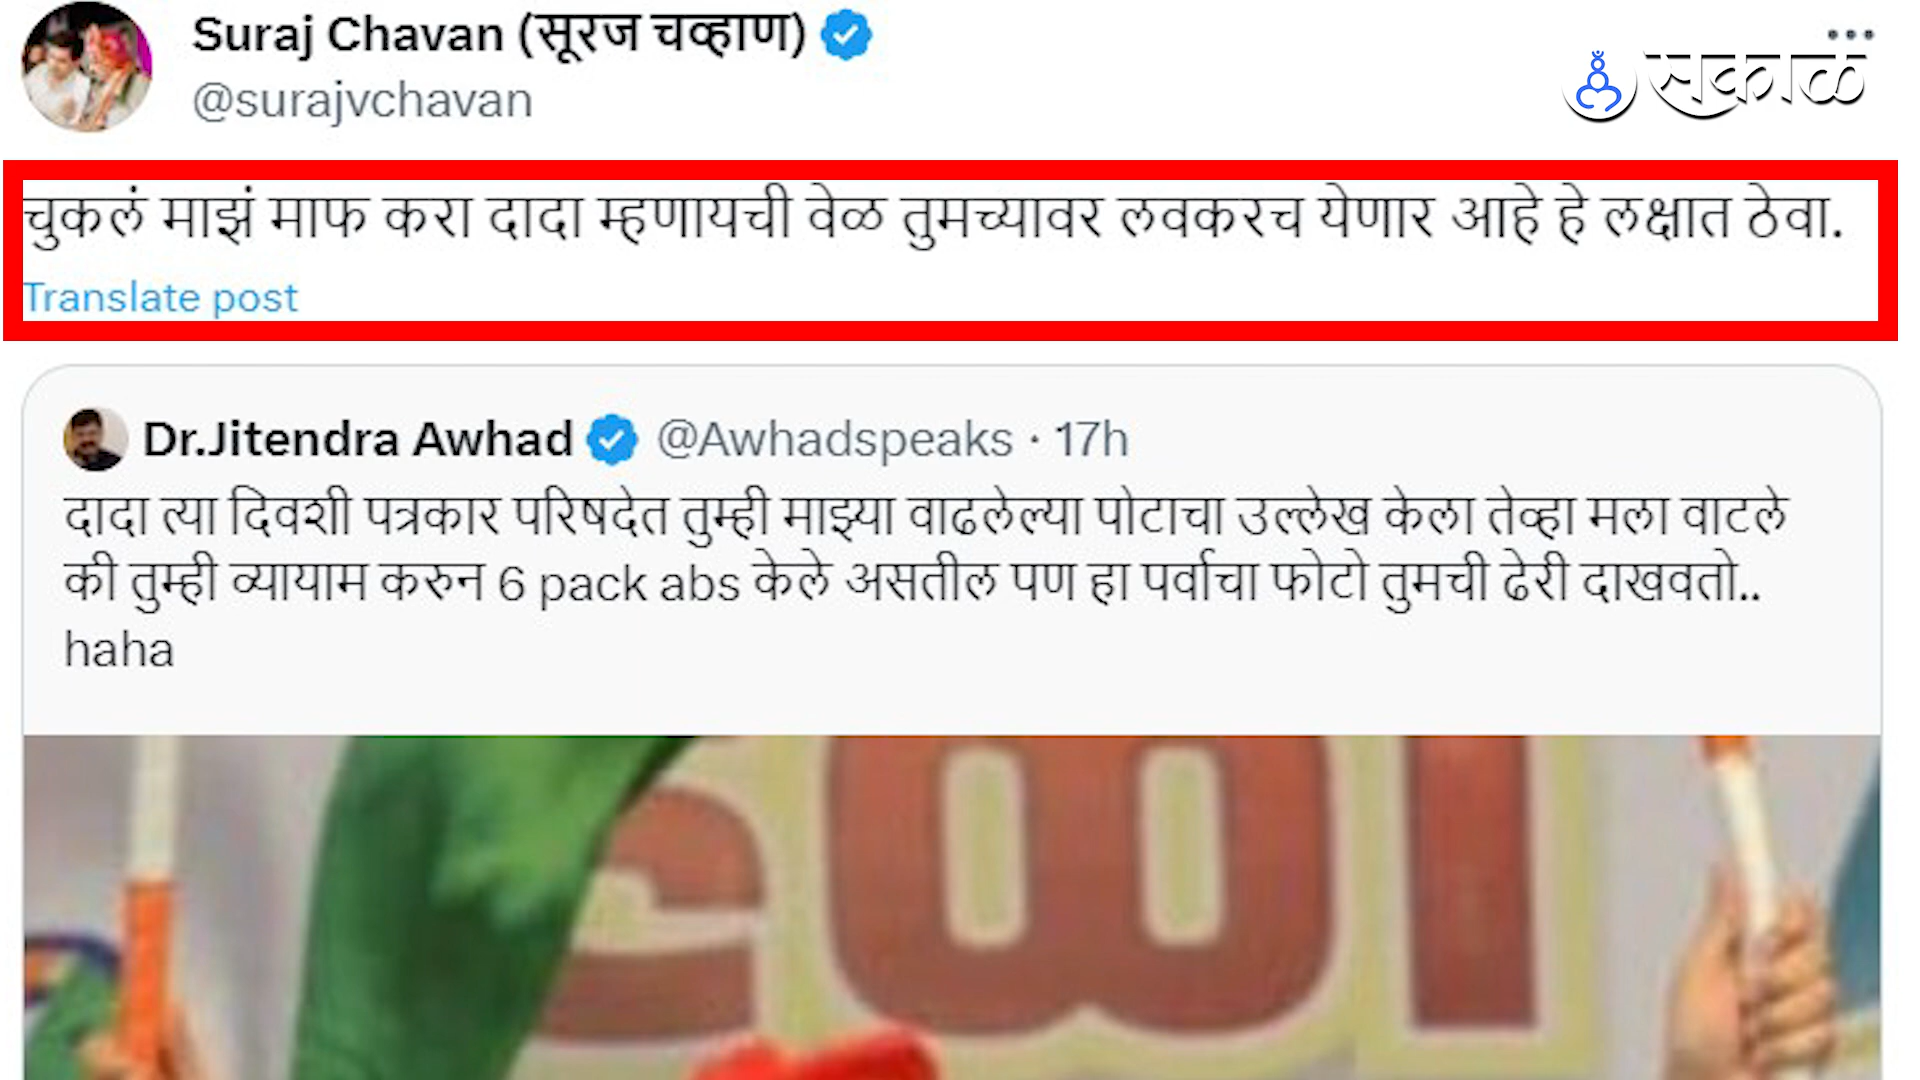 Suraj Chavan (सूरज चव्हाण)
@surajvchavan
सकाळ
चुकलं माझं माफ करा दादा म्हणायची वेळ तुमच्यावर लवकरच येणार आहे हे लक्षात ठेवा.
Translate post
Dr.Jitendra Awhad @Awhadspeaks · 17h
दादा त्या दिवशी पत्रकार परिषदेत तुम्ही माझ्या वाढलेल्या पोटाचा उल्लेख केला तेव्हा मला वाटले
की तुम्ही व्यायाम करुन 6 pack abs केले असतील पण हा पर्वाचा फोटो तुमची ढेरी दाखवतो..
haha